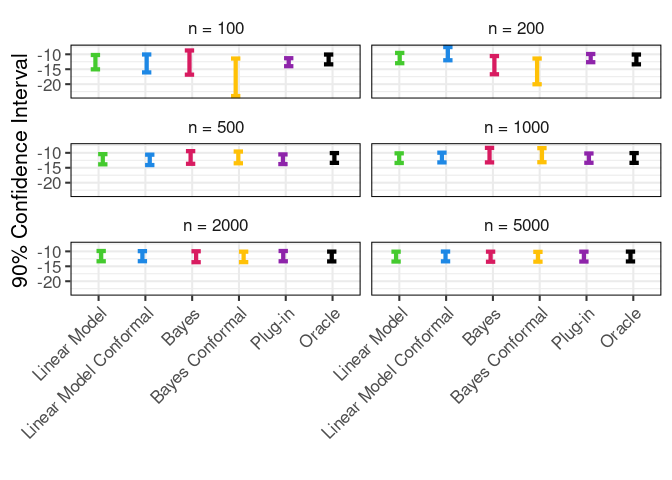 90% Confidence Interval
n = 100
n = 200
-10
-15
-20
n = 500
n = 1000
-10
-15
-20
n = 2000
n = 5000
-10
-15
-20
Linear Model
Linear Model Conformal
Bayes
Bayes Conformal
Plug-in
Oracle
Linear Model
Linear Model Conformal
Bayes
Bayes Conformal
Plug-in
Oracle